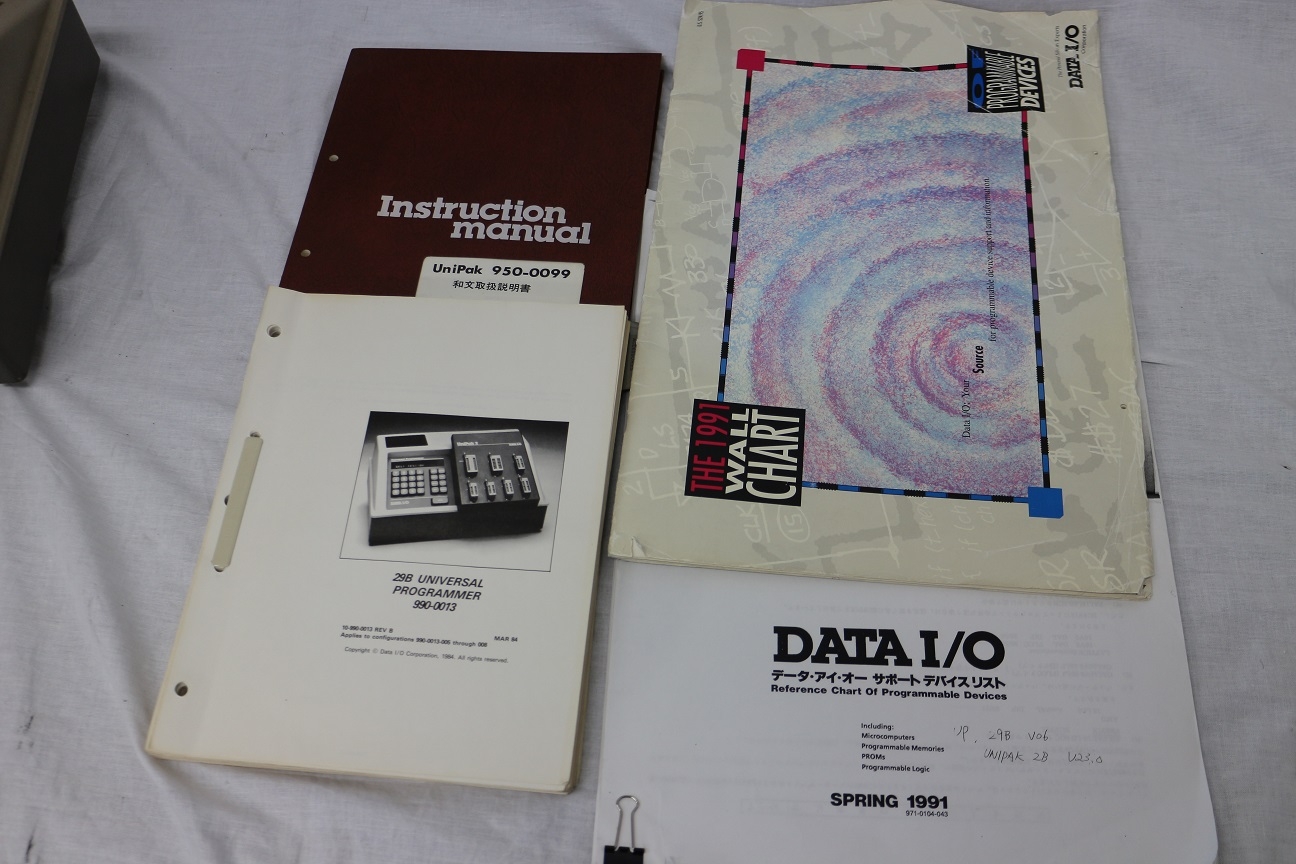 Instruction
manual
UniPak 950-0099
和文取扱説明書
29B UNIVERSAL
PROGRAMMER
990-0013
10-990-0013 REV B
Applies to configurations 990-0013-005 through 008
MAR 84
Copyright © Data I/O Corporation, 1984. All rights reserved.
THE 1991
WALL
CHART
OF
PROGRAMMABLE
DEVICES
DATA I/O
Corporation
Data I/O; Your Source for programmable device support and information
DATA I/O
データ・アイ・オー サポート デバイス リスト
Reference Chart Of Programmable Devices
Including:
Microcomputers
Programmable Memories
PROMs
Programmable Logic
29B V06
UNIPAK 2B V23.0
SPRING 1991
971-0104-043